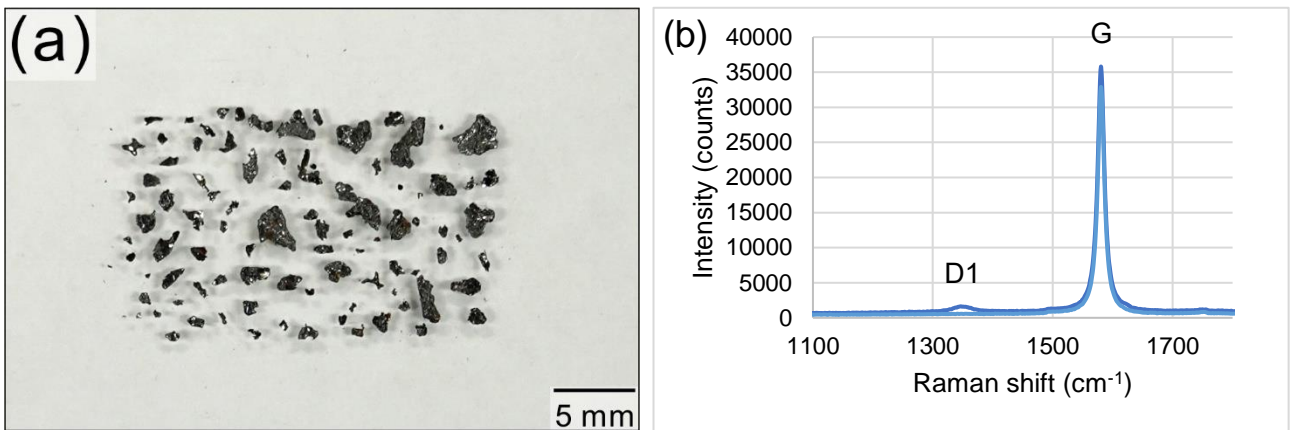 (a)
5 mm
(b)
G
D1
40000
35000
30000
25000
20000
15000
10000
5000
0
1100 1300 1500 1700
Intensity (counts)
Raman shift (cm⁻¹)